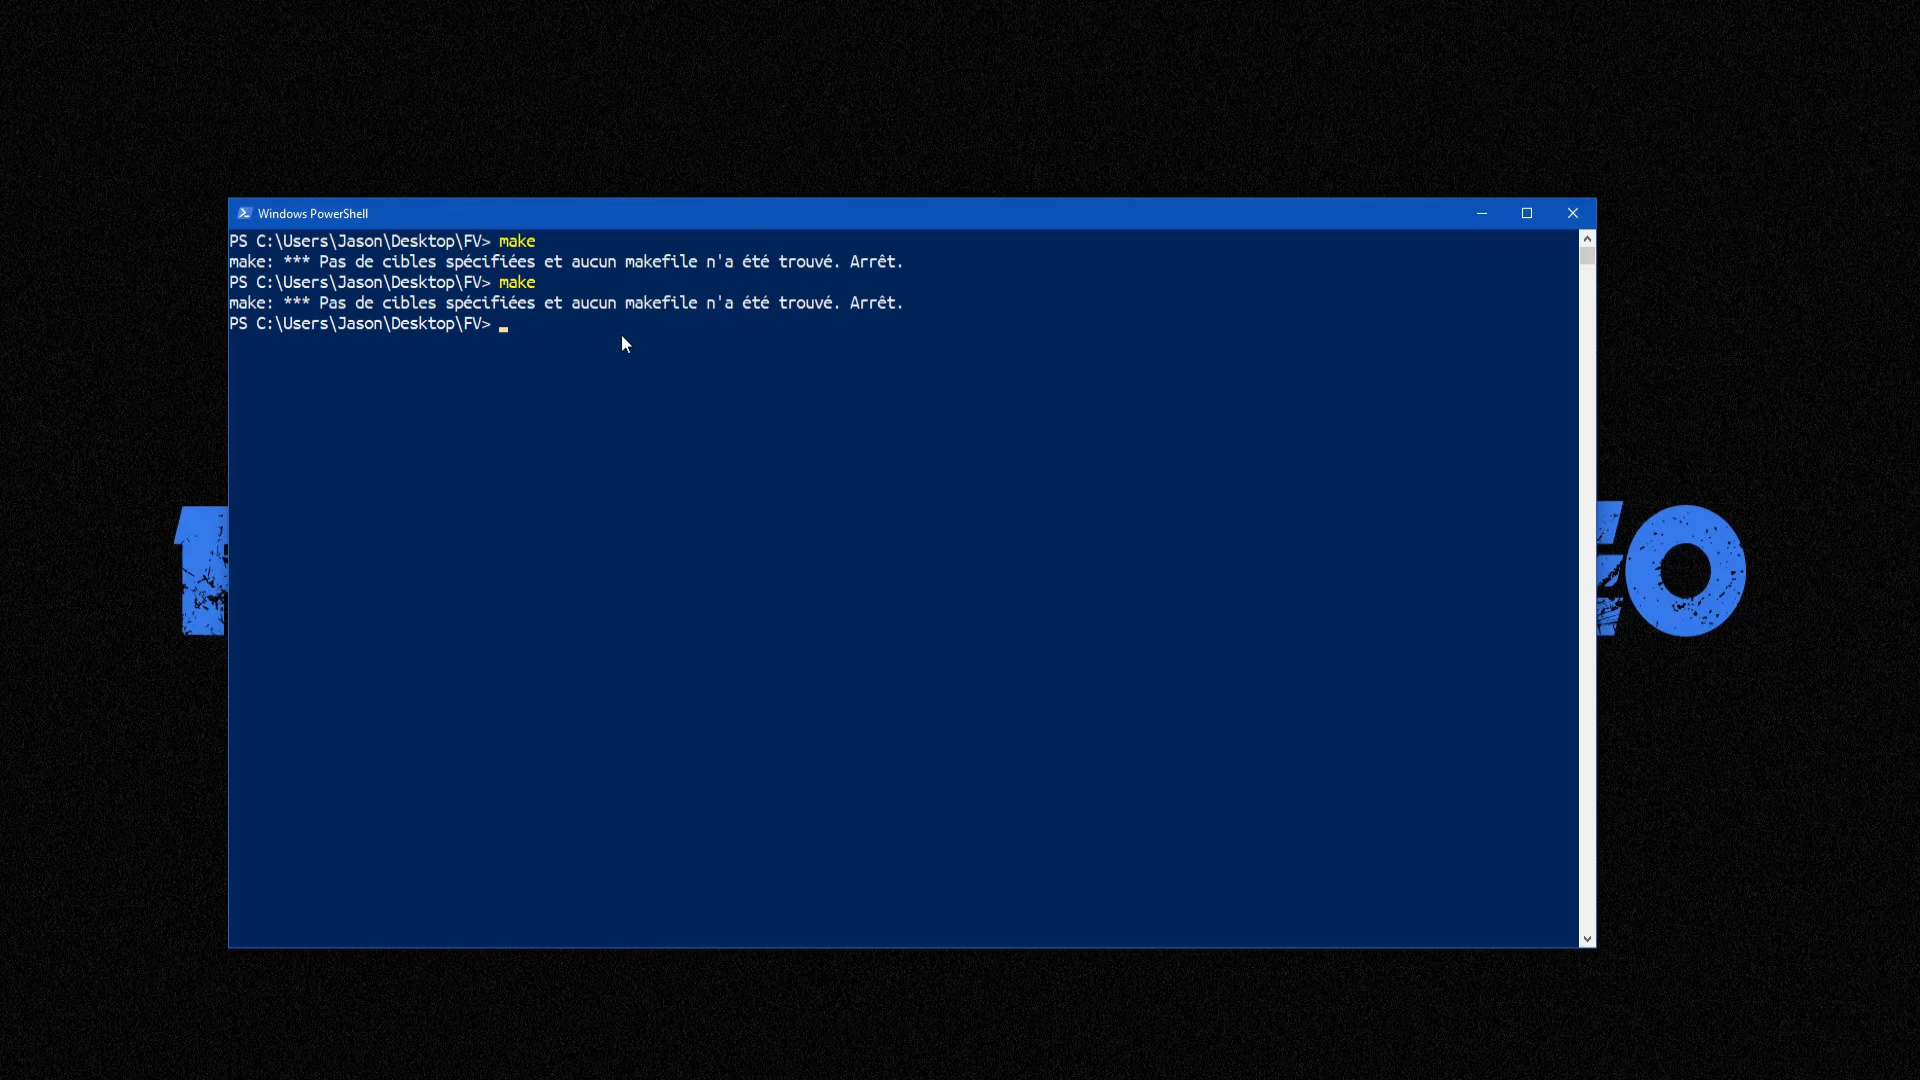 Windows PowerShell
PS C:\Users\Jason\Desktop\FV> make
make: *** Pas de cibles spécifiées et aucun makefile n'a été trouvé. Arrêt.
PS C:\Users\Jason\Desktop\FV> make
make: *** Pas de cibles spécifiées et aucun makefile n'a été trouvé. Arrêt.
PS C:\Users\Jason\Desktop\FV>